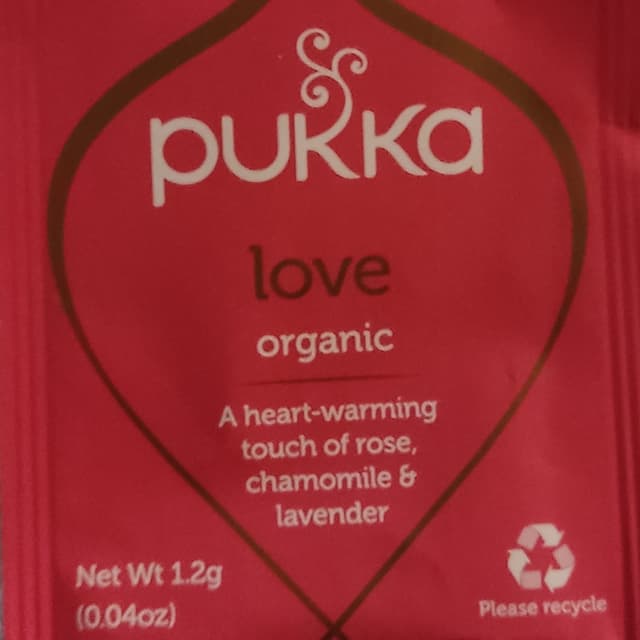 pukka
love
organic
A heart-warming
touch of rose,
chamomile &
lavender
Net Wt 1.2g
(0.04oz)
Please recycle